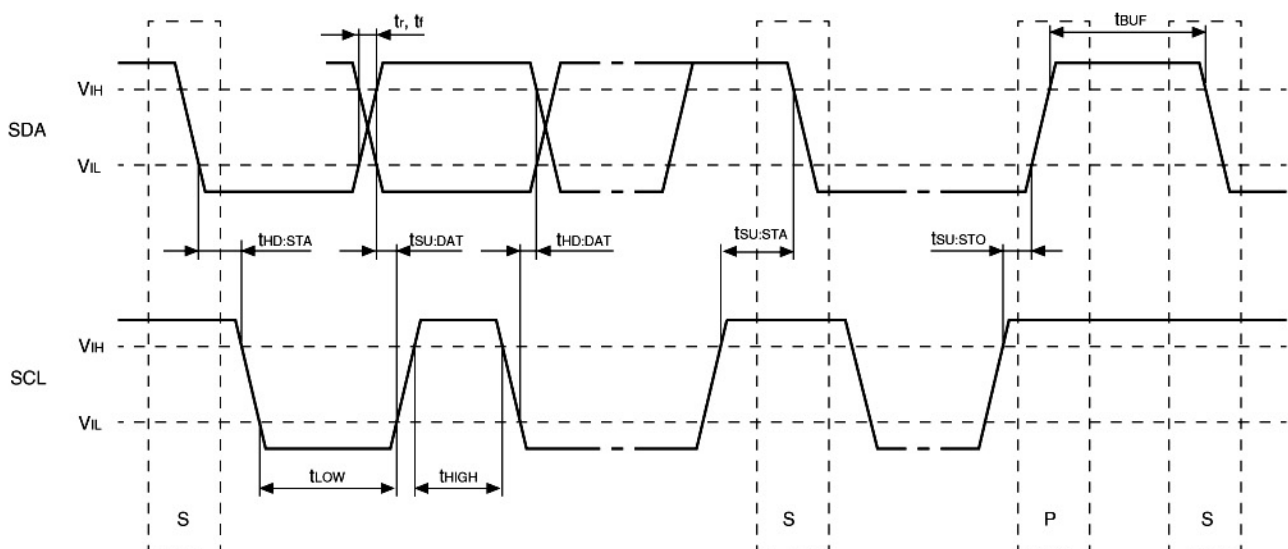 tr, tf
tBUF
VIH
SDA
VIL
tHD:STA
tSU:DAT
tHD:DAT
tSU:STA
tSU:STO
VIH
SCL
VIL
tLOW
tHIGH
S
S
P
S